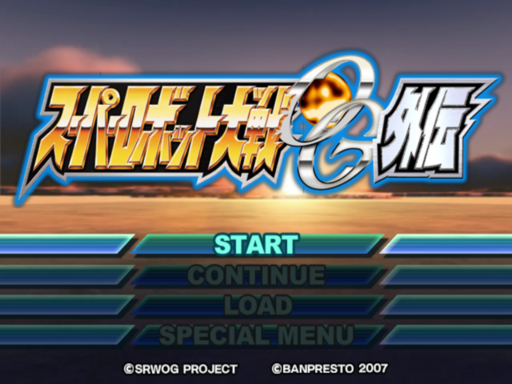 スーパーロボット大戦OG外伝
START
CONTINUE
LOAD
SPECIAL MENU
©SRWOG PROJECT ©BANPRESTO 2007